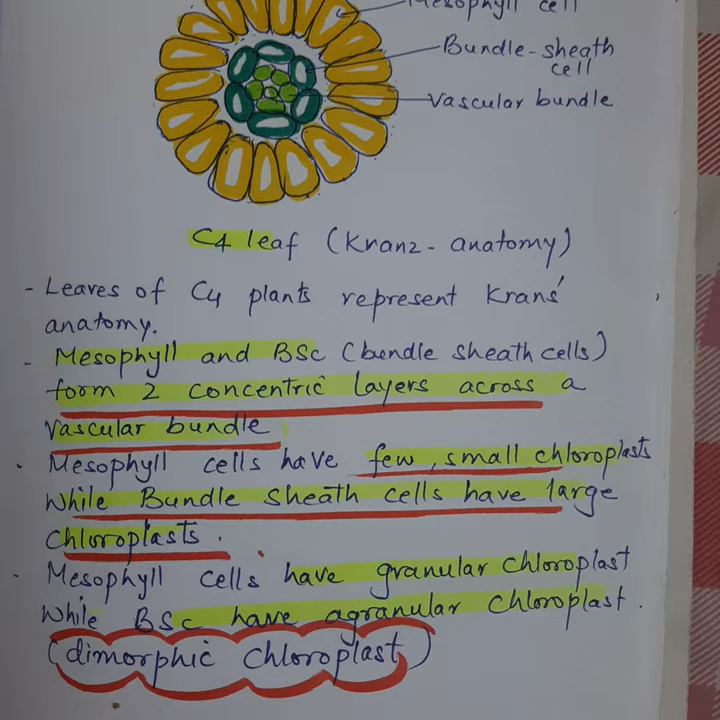 Mesophyll cell
Bundle-sheath
cell
Vascular bundle
C4 leaf (Kranz-anatomy)
- Leaves of C4 plants represent Krans'
anatomy.
- Mesophyll and BSC (bundle sheath cells)
form 2 concentric layers across a
vascular bundle
. Mesophyll cells have few, small chloroplasts
While Bundle sheath cells have large
chloroplasts.
. Mesophyll cells have granular chloroplast
While BSC have agranular chloroplast.
(dimorphic chloroplast)